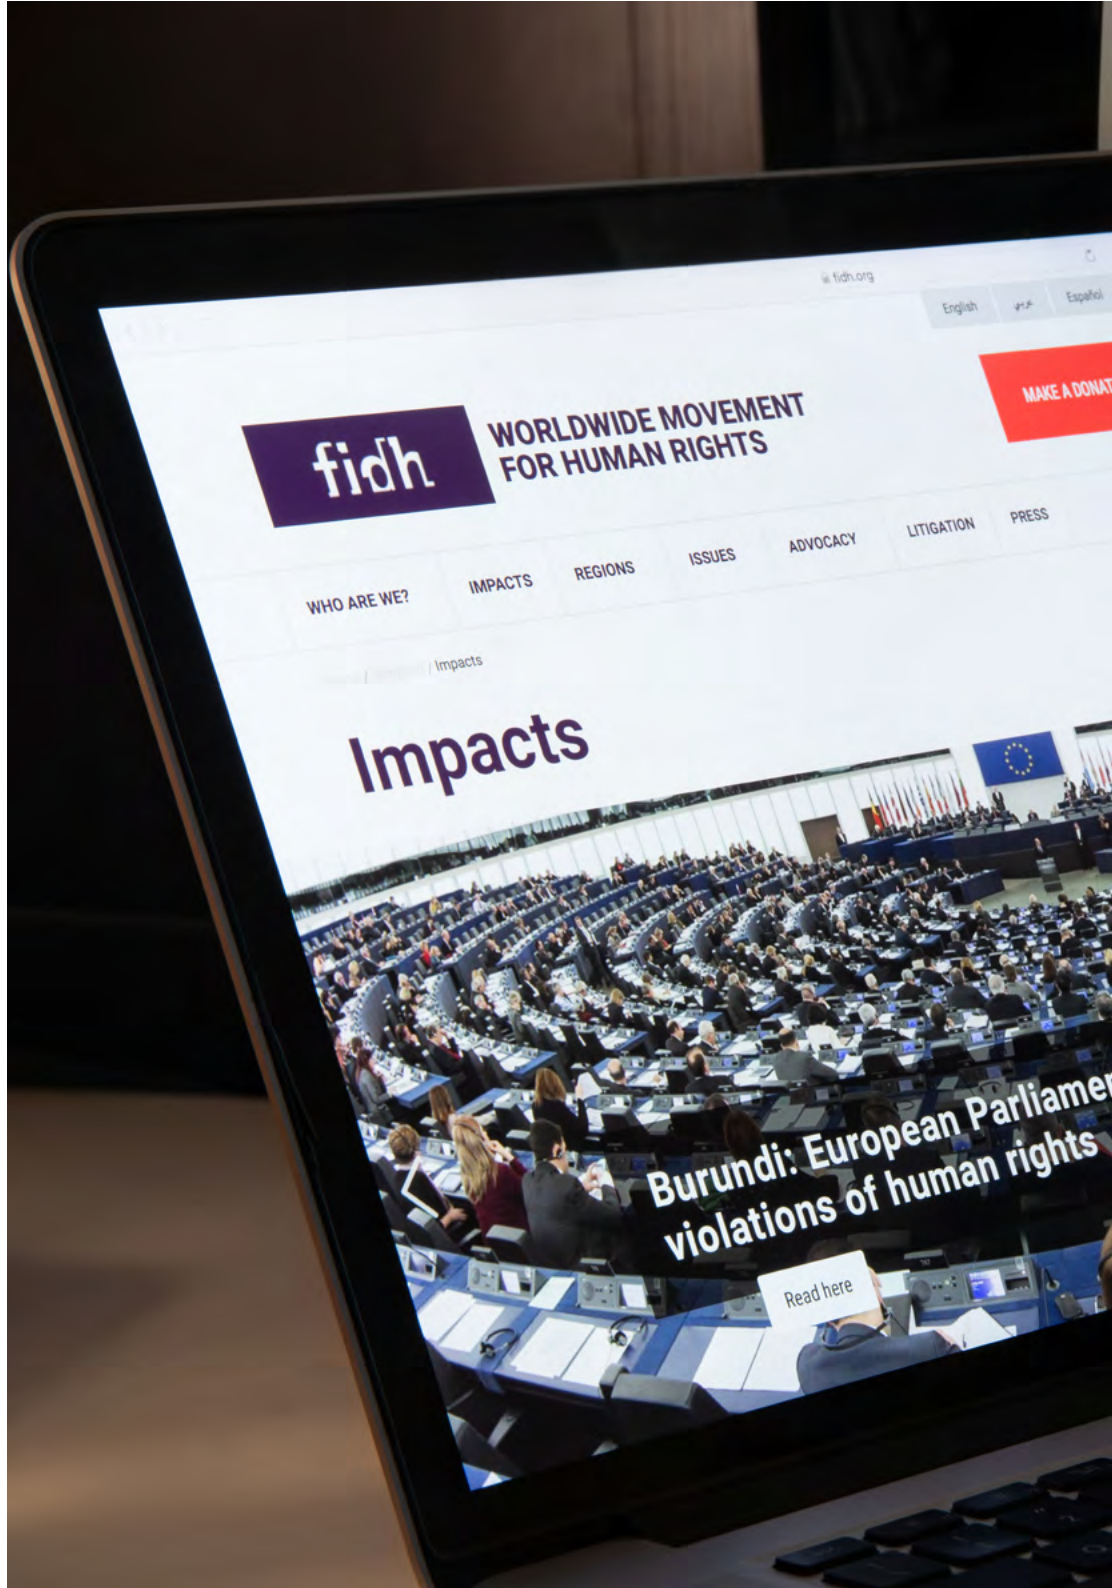 fidh.org
English عربي Español
MAKE A DONAT
fidh
WORLDWIDE MOVEMENT
FOR HUMAN RIGHTS
WHO ARE WE? IMPACTS REGIONS ISSUES ADVOCACY LITIGATION PRESS
/ / Impacts
Impacts
Burundi: European Parliamen
violations of human rights
Read here